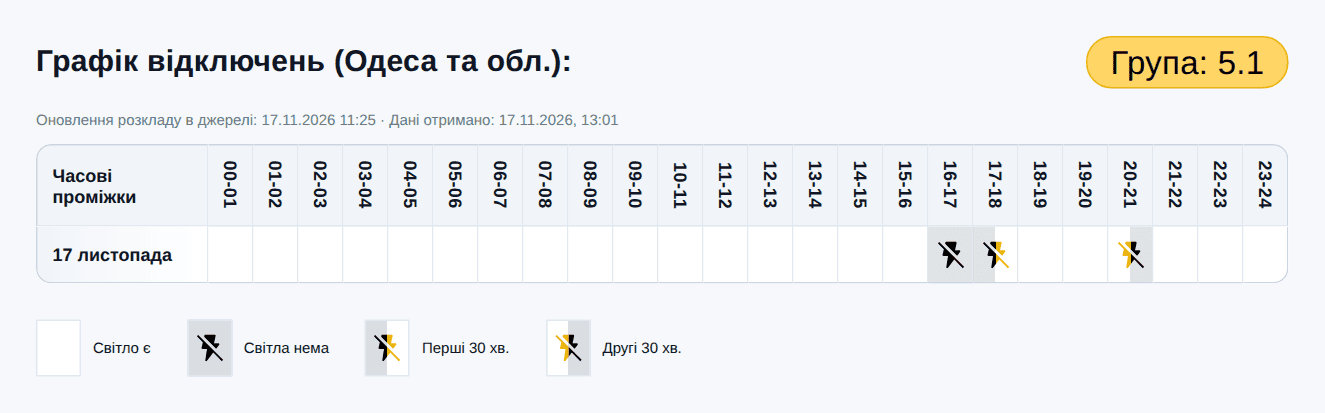 Графік відключень (Одеса та обл.):
Група: 5.1
Оновлення розкладу в джерелі: 17.11.2026 11:25 · Дані отримано: 17.11.2026, 13:01
Часові
проміжки
00-01
01-02
02-03
03-04
04-05
05-06
06-07
07-08
08-09
09-10
10-11
11-12
12-13
13-14
14-15
15-16
16-17
17-18
18-19
19-20
20-21
21-22
22-23
23-24
17 листопада
Світло є
Світла нема
Перші 30 хв.
Другі 30 хв.